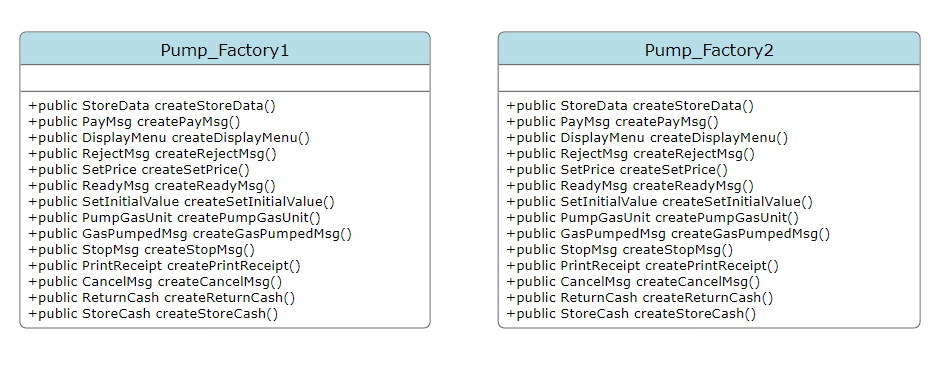 Pump_Factory1
+public StoreData createStoreData()
+public PayMsg createPayMsg()
+public DisplayMenu createDisplayMenu()
+public RejectMsg createRejectMsg()
+public SetPrice createSetPrice()
+public ReadyMsg createReadyMsg()
+public SetInitialValue createSetInitialValue()
+public PumpGasUnit createPumpGasUnit()
+public GasPumpedMsg createGasPumpedMsg()
+public StopMsg createStopMsg()
+public PrintReceipt createPrintReceipt()
+public CancelMsg createCancelMsg()
+public ReturnCash createReturnCash()
+public StoreCash createStoreCash()
Pump_Factory2
+public StoreData createStoreData()
+public PayMsg createPayMsg()
+public DisplayMenu createDisplayMenu()
+public RejectMsg createRejectMsg()
+public SetPrice createSetPrice()
+public ReadyMsg createReadyMsg()
+public SetInitialValue createSetInitialValue()
+public PumpGasUnit createPumpGasUnit()
+public GasPumpedMsg createGasPumpedMsg()
+public StopMsg createStopMsg()
+public PrintReceipt createPrintReceipt()
+public CancelMsg createCancelMsg()
+public ReturnCash createReturnCash()
+public StoreCash createStoreCash()